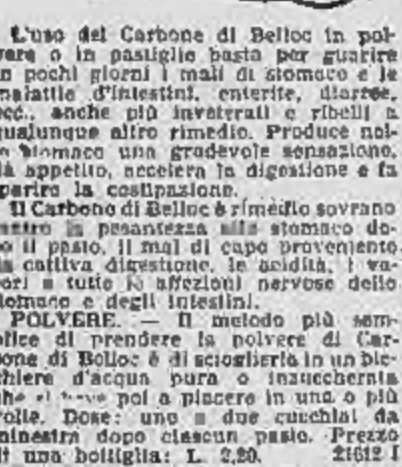 L'uso del Carbone di Belloc in pol-
vere o in pastiglie basta per guarire
in pochi giorni i mali di stomaco e le
malattie d'intestini, enterite, diarree,
ecc., anche più inveterati e ribelli a
qualunque altro rimedio. Produce nel-
lo stomaco una gradevole sensazione,
dà appetito, accelera la digestione e fa
sparire la costipazione.
Il Carbone di Belloc è rimedio sovrano
contro la pesantezza allo stomaco do-
po il pasto, il mal di capo proveniente
da cattiva digestione, le acidità, i va-
pori e tutte le affezioni nervose dello
stomaco e degli intestini.
POLVERE. — Il metodo più sem-
plice di prendere la polvere di Car-
bone di Belloc è di scioglierla in un bic-
chiere d'acqua pura o inzuccherata
che si beve poi a piacere in una o più
volte. Dose: uno a due cucchiai da
minestra dopo ciascun pasto. Prezzo
di una bottiglia: L. 2,20. 21612 I